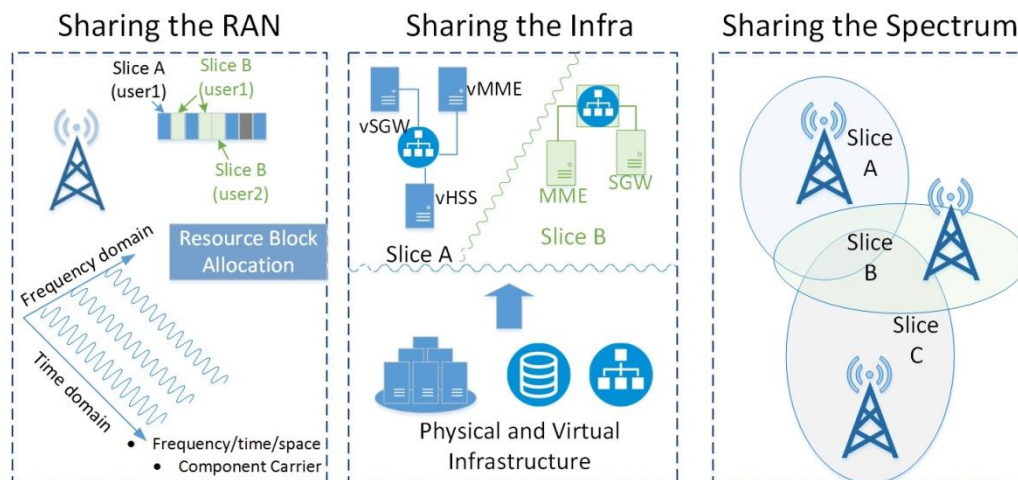 Sharing the RAN
Slice A
(user1)
Slice B
(user1)
Slice B
(user2)
Resource Block
Allocation
Frequency domain
Time domain
• Frequency/time/space
• Component Carrier
Sharing the Infra
vMME
vSGW
vHSS
Slice A
MME
SGW
Slice B
Physical and Virtual
Infrastructure
Sharing the Spectrum
Slice
A
Slice
B
Slice
C